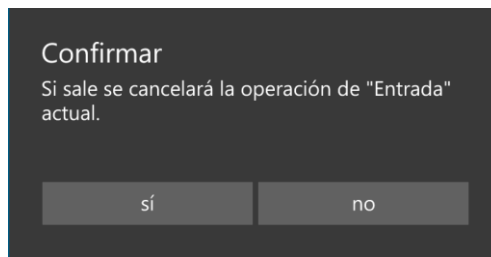 Confirmar
Si sale se cancelará la operación de "Entrada"
actual.
sí
no